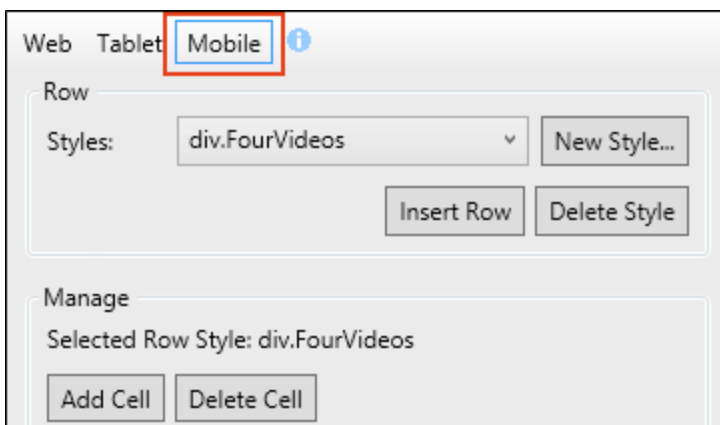 Web Tablet Mobile i
Row
Styles: div.FourVideos New Style...
Insert Row Delete Style
Manage
Selected Row Style: div.FourVideos
Add Cell Delete Cell